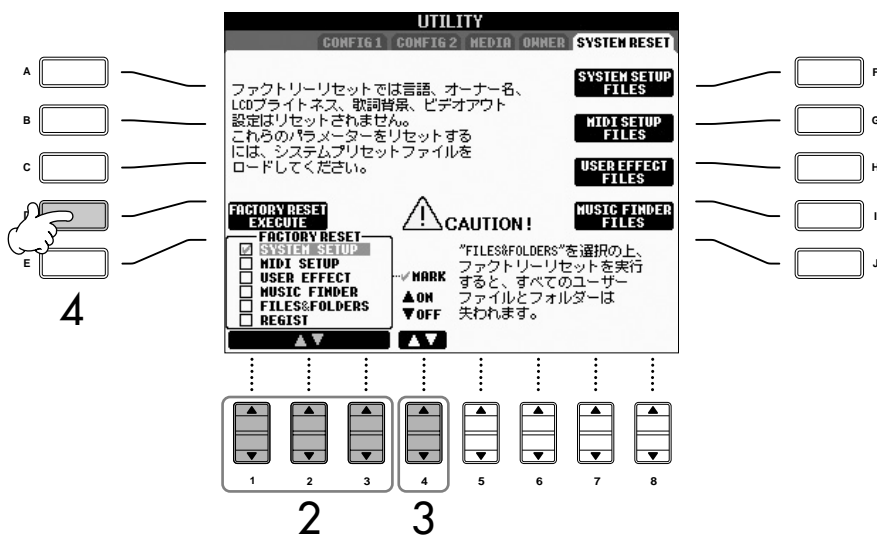 UTILITY
CONFIG 1 CONFIG 2 MEDIA OWNER SYSTEM RESET
A
B
C
E
ファクトリーリセットでは言語、オーナー名、
LCDブライトネス、歌詞背景、ビデオアウト
設定はリセットされません。
これらのパラメーターをリセットする
には、システムプリセットファイルを
ロードしてください。
SYSTEM SETUP
FILES
MIDI SETUP
FILES
USER EFFECT
FILES
MUSIC FINDER
FILES
F
G
H
I
J
FACTORY RESET
EXECUTE
FACTORY RESET
SYSTEM SETUP
MIDI SETUP
USER EFFECT
MUSIC FINDER
FILES&FOLDERS
REGIST
MARK
▲ON
▼OFF
CAUTION!
"FILES&FOLDERS"を選択の上、
ファクトリーリセットを実行
すると、すべてのユーザー
ファイルとフォルダーは
失われます。
4
1 2 3 4 5 6 7 8
2 3